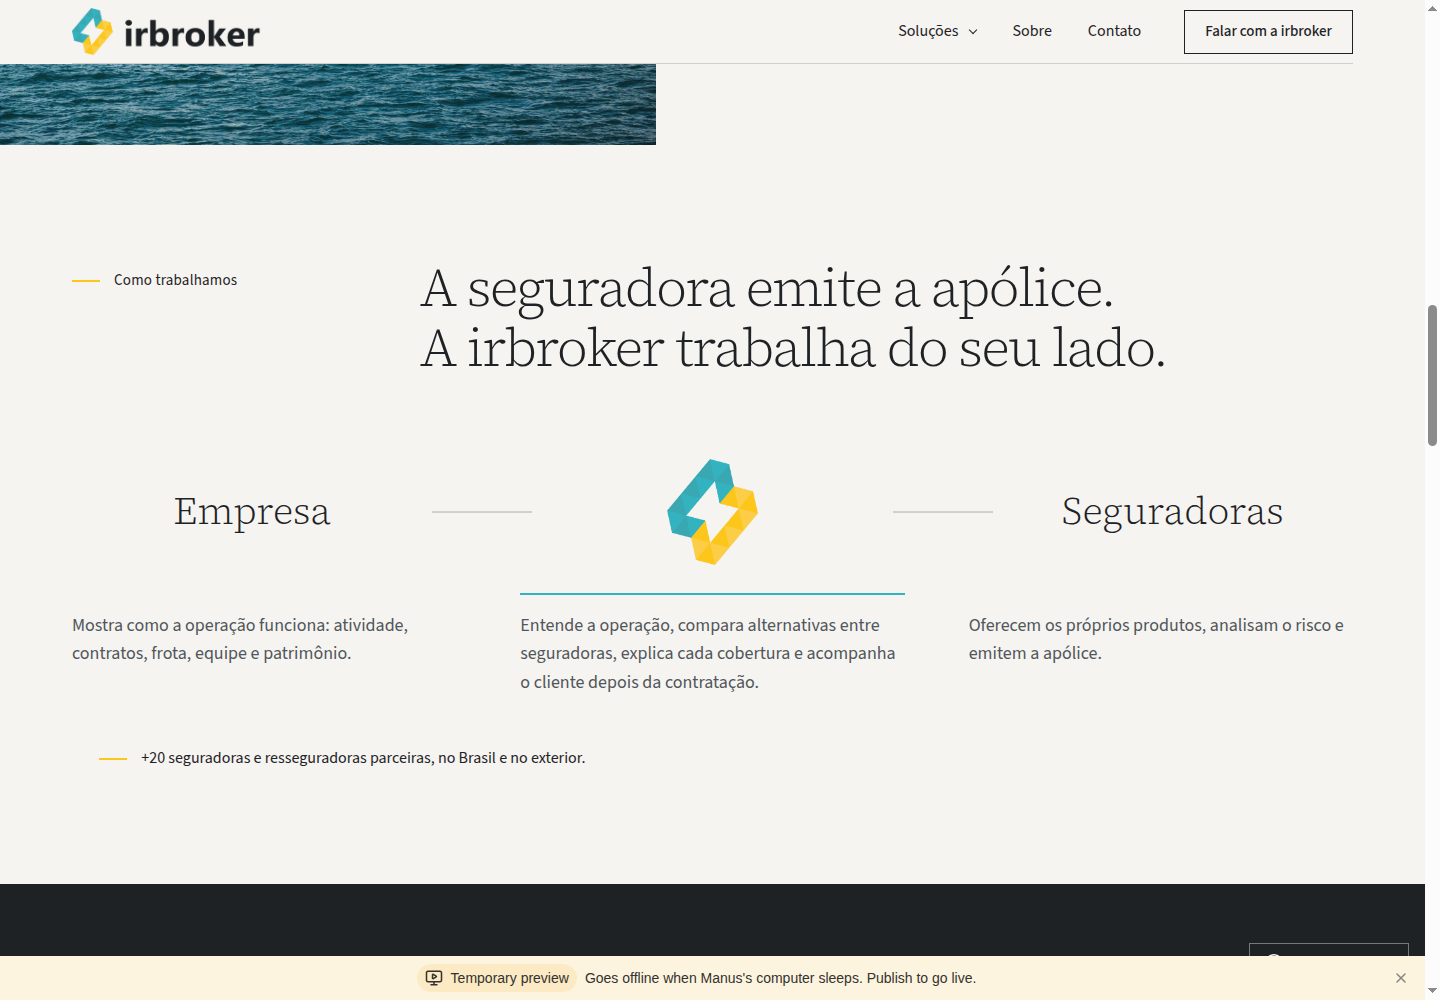 irbroker
Soluções
Sobre
Contato
Falar com a irbroker
Como trabalhamos
A seguradora emite a apólice.
A irbroker trabalha do seu lado.
Empresa
Seguradoras
Mostra como a operação funciona: atividade,
contratos, frota, equipe e patrimônio.
Entende a operação, compara alternativas entre
seguradoras, explica cada cobertura e acompanha
o cliente depois da contratação.
Oferecem os próprios produtos, analisam o risco e
emitem a apólice.
+20 seguradoras e resseguradoras parceiras, no Brasil e no exterior.
Temporary preview
Goes offline when Manus's computer sleeps. Publish to go live.